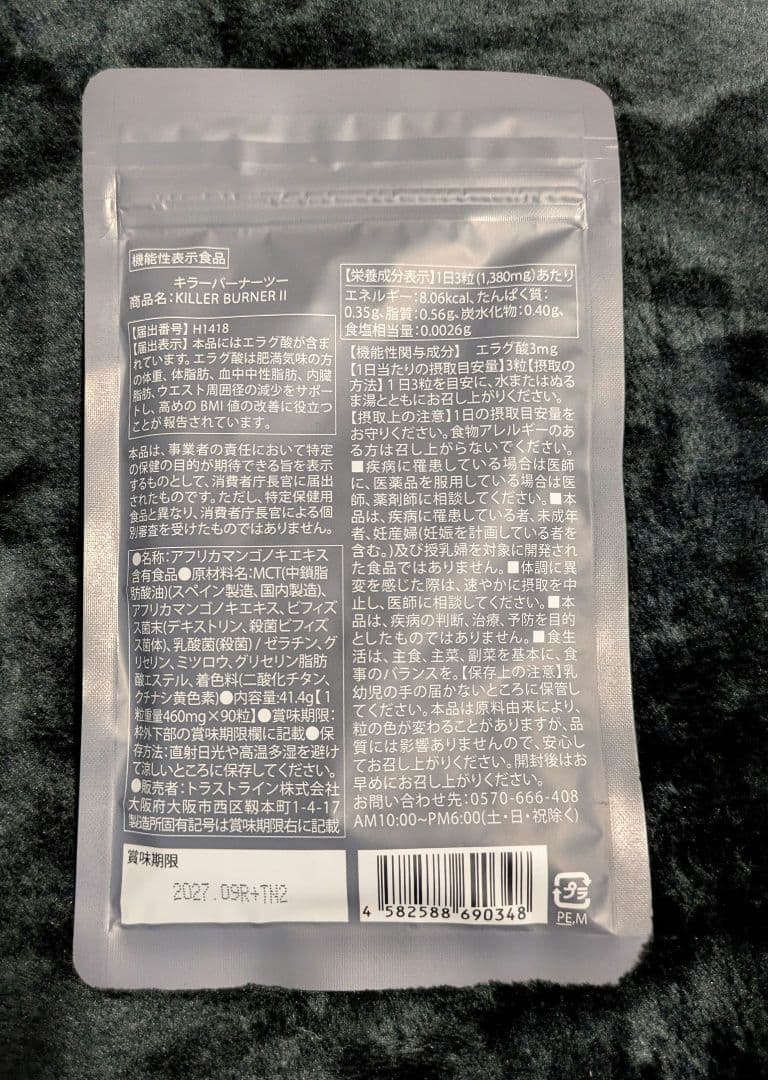 機能性表示食品
キラーバーナーツー
商品名：KILLER BURNER II
【届出番号】H1418
【届出表示】本品にはエラグ酸が含ま
れています。エラグ酸は肥満気味の方
の体重、体脂肪、血中中性脂肪、内臓
脂肪、ウエスト周囲径の減少をサポー
トし、高めのBMI値の改善に役立つ
ことが報告されています。
本品は、事業者の責任において特定
の保健の目的が期待できる旨を表示
するものとして、消費者庁長官に届出
されたものです。ただし、特定保健用
食品と異なり、消費者庁長官による個
別審査を受けたものではありません。
●名称：アフリカマンゴノキエキス
含有食品●原材料名：MCT(中鎖脂
肪酸油)(スペイン製造、国内製造)、
アフリカマンゴノキエキス、ビフィズ
ス菌末(デキストリン、殺菌ビフィズ
ス菌体)、乳酸菌(殺菌) / ゼラチン、グ
リセリン、ミツロウ、グリセリン脂肪
酸エステル、着色料(二酸化チタン、
クチナシ黄色素)●内容量:41.4g【1
粒重量460mg×90粒】●賞味期限：
枠外下部の賞味期限欄に記載●保
存方法：直射日光や高温多湿を避け
て涼しいところに保存してください。
●販売者：トラストライン株式会社
大阪府大阪市西区靱本町1-4-17
製造所固有記号は賞味期限右に記載
【栄養成分表示】1日3粒(1,380mg)あたり
エネルギー：8.06kcal、たんぱく質：
0.35g、脂質：0.56g、炭水化物：0.40g、
食塩相当量：0.0026g
【機能性関与成分】 エラグ酸3mg
【1日当たりの摂取目安量】3粒【摂取の
方法】1日3粒を目安に、水またはぬる
ま湯とともにお召し上がりください。
【摂取上の注意】1日の摂取目安量を
お守りください。食物アレルギーのあ
る方は召し上がらないでください。
■疾病に罹患している場合は医師
に、医薬品を服用している場合は医
師、薬剤師に相談してください。■本
品は、疾病に罹患している者、未成年
者、妊産婦(妊娠を計画している者を
含む。)及び授乳婦を対象に開発され
た食品ではありません。■体調に異
変を感じた際は、速やかに摂取を中
止し、医師に相談してください。■本
品は、疾病の判断、治療、予防を目的
としたものではありません。■食生
活は、主食、主菜、副菜を基本に、食
事のバランスを。【保存上の注意】乳
幼児の手の届かないところに保管し
てください。本品は原料由来により、
粒の色が変わることがありますが、品
質には影響ありませんので、安心し
てお召し上がりください。開封後はお
早めにお召し上がりください。
お問い合わせ先：0570-666-408
AM10:00~PM6:00(土・日・祝除く)
賞味期限
2027.09R+TN2
4 582588 690348
プラ
PE,M